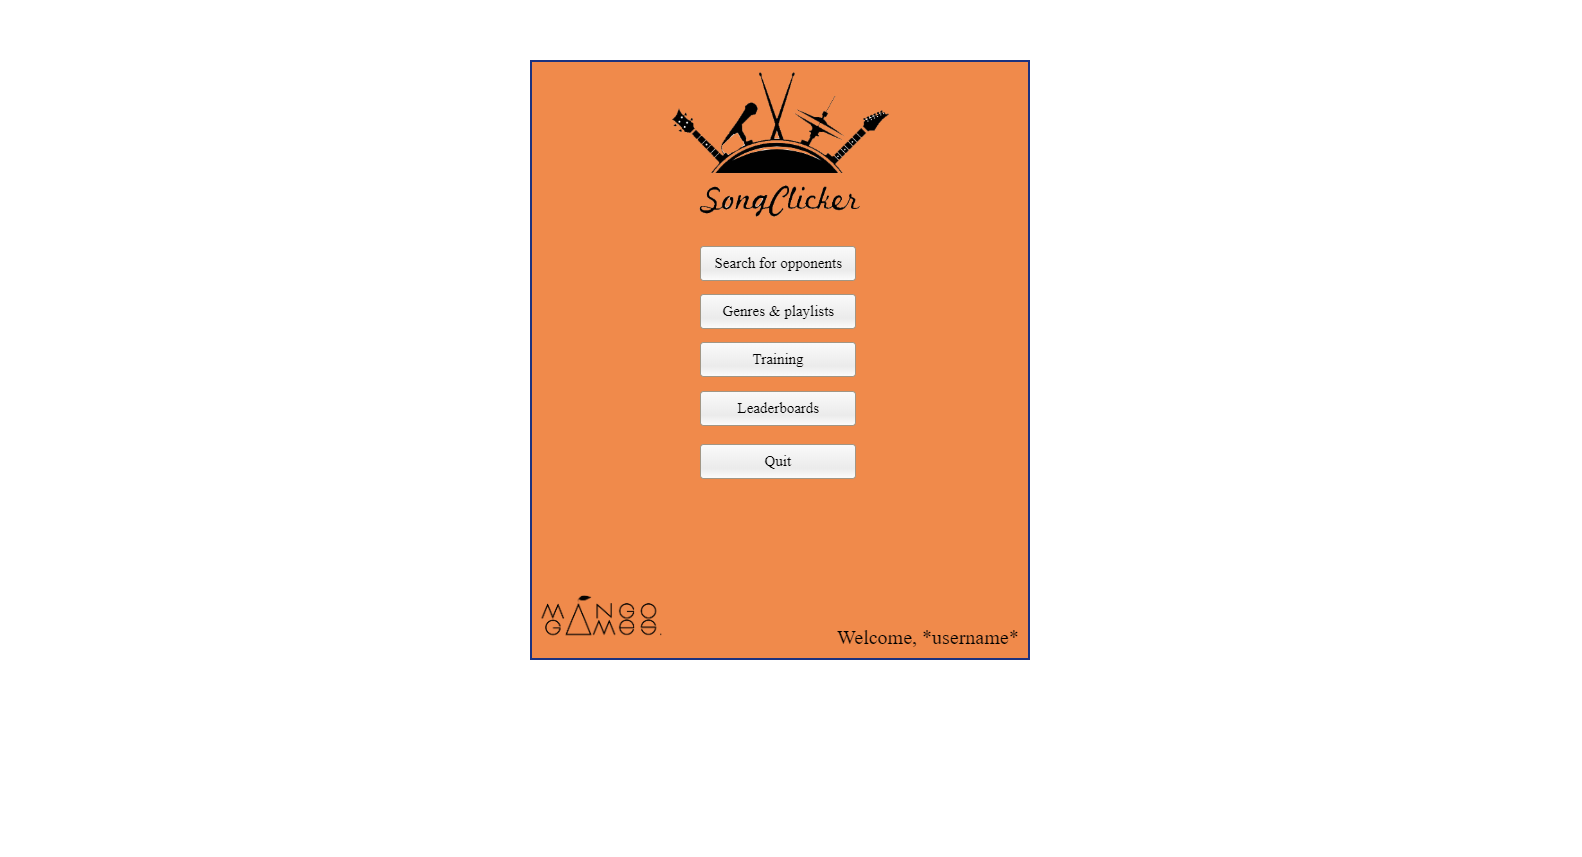 SongClicker
Search for opponents
Genres & playlists
Training
Leaderboards
Quit
MANGO
GAMES.
Welcome, *username*